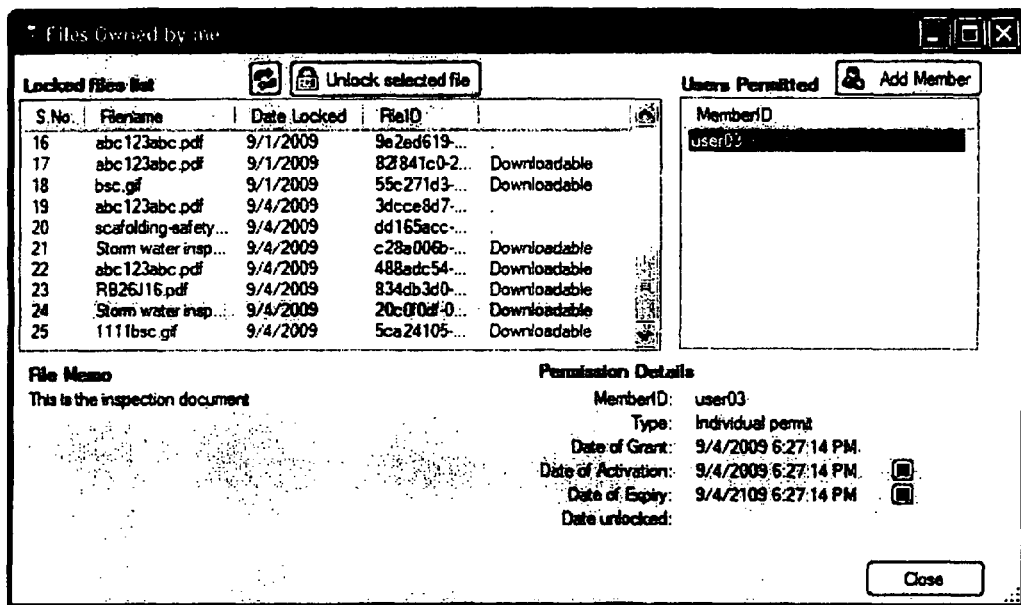 Files Owned by me
Locked files list Unlock selected file
S.No. Filename Date Locked FileID
16 abc123abc.pdf 9/1/2009 9e2ed619-... .
17 abc123abc.pdf 9/1/2009 82f841c0-2... Downloadable
18 bsc.gif 9/1/2009 55c271d3-... Downloadable
19 abc123abc.pdf 9/4/2009 3dcce8d7-... .
20 scafolding-safety... 9/4/2009 dd165acc-... .
21 Storm water insp... 9/4/2009 c28a006b-... Downloadable
22 abc123abc.pdf 9/4/2009 488adc54-... Downloadable
23 RB26J16.pdf 9/4/2009 834db3d0-... Downloadable
24 Storm water insp... 9/4/2009 20c0f0df-0... Downloadable
25 1111bsc.gif 9/4/2009 5ca24105-... Downloadable
Users Permitted Add Member
MemberID
user03
File Memo
This is the inspection document
Permission Details
MemberID: user03
Type: Individual permit
Date of Grant: 9/4/2009 6:27:14 PM
Date of Activation: 9/4/2009 6:27:14 PM
Date of Expiry: 9/4/2109 6:27:14 PM
Date unlocked:
Close